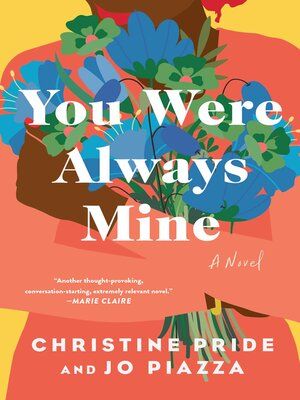 You Were
Always
Mine
A Novel
"Another thought-provoking,
conversation-starting, extremely relevant novel."
—MARIE CLAIRE
CHRISTINE PRIDE
AND JO PIAZZA